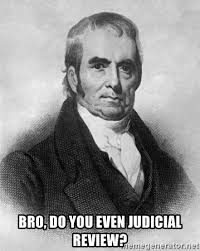 BRO, DO YOU EVEN JUDICIAL
REVIEW?
memegenerator.net